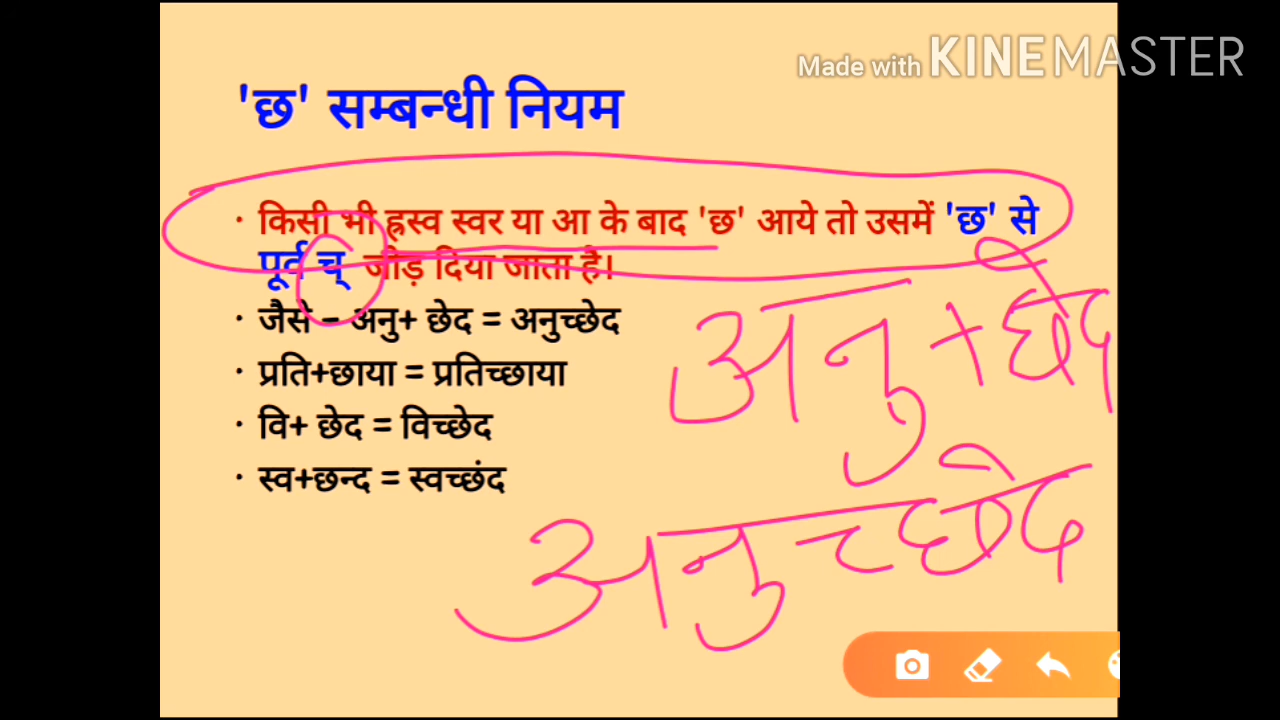 Made with KINEMASTER
'छ' सम्बन्धी नियम
• किसी भी ह्रस्व स्वर या आ के बाद 'छ' आये तो उसमें 'छ' से
पूर्व च् जोड़ दिया जाता है।
• जैसे – अनु+ छेद = अनुच्छेद
• प्रति+छाया = प्रतिच्छाया
• वि+ छेद = विच्छेद
• स्व+छन्द = स्वच्छंद
अनु+छेद
अनुच्छेद